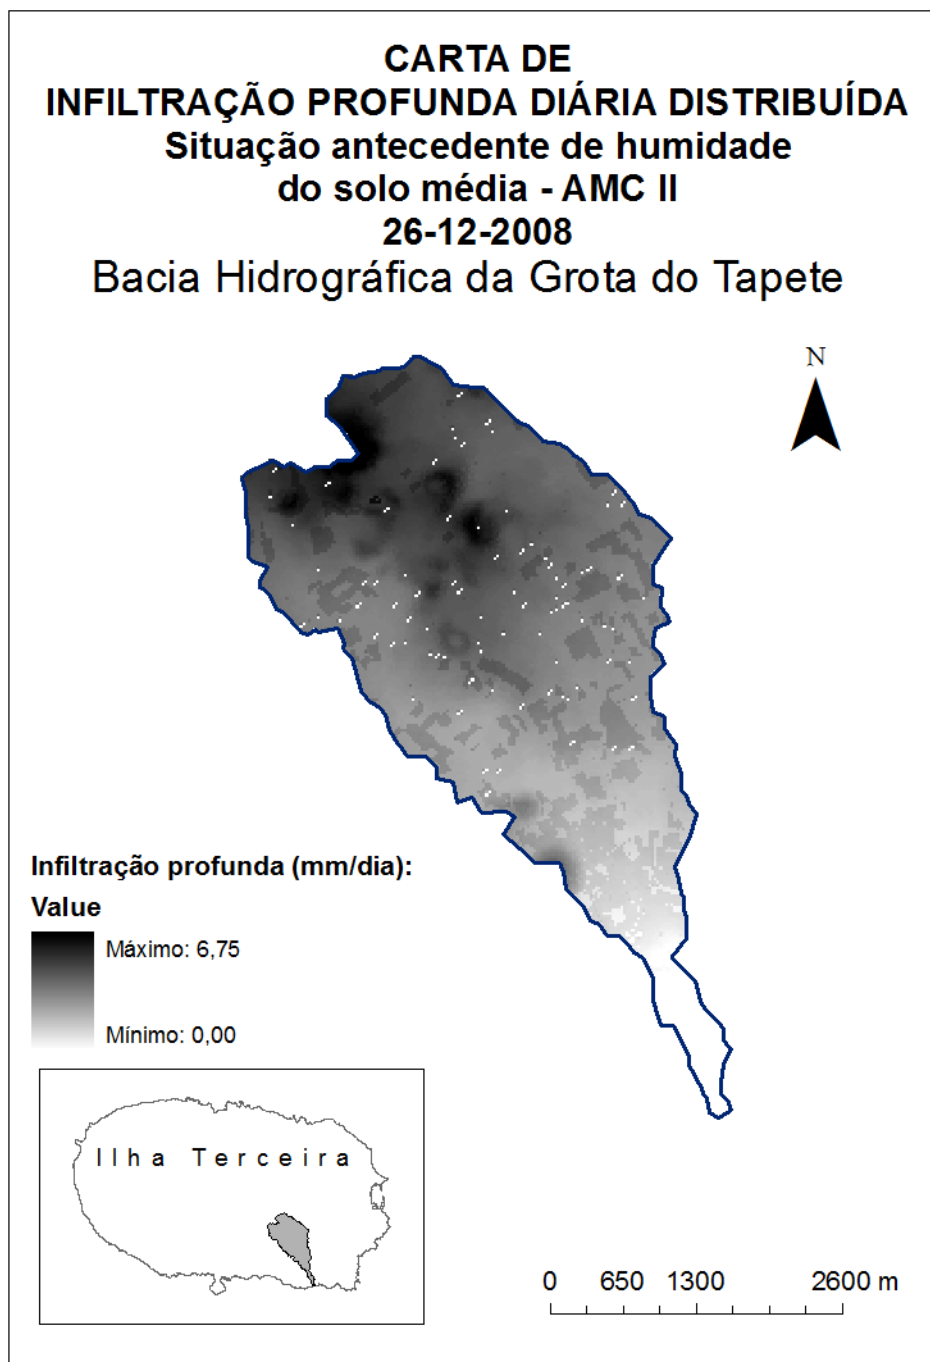 CARTA DE
INFILTRAÇÃO PROFUNDA DIÁRIA DISTRIBUÍDA
Situação antecedente de humidade
do solo média - AMC II
26-12-2008
Bacia Hidrográfica da Grota do Tapete
N
Infiltração profunda (mm/dia):
Value
Máximo: 6,75
Mínimo: 0,00
Ilha Terceira
0 650 1300 2600 m